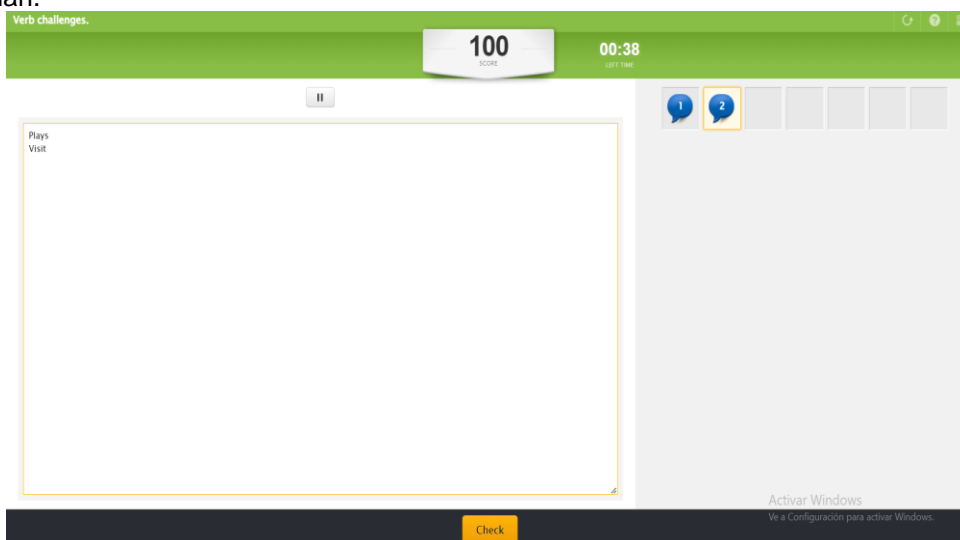 Verb challenges.
100
SCORE
00:38
LEFT TIME
1
2
Plays
Visit
Check
Activar Windows
Ve a Configuración para activar Windows.